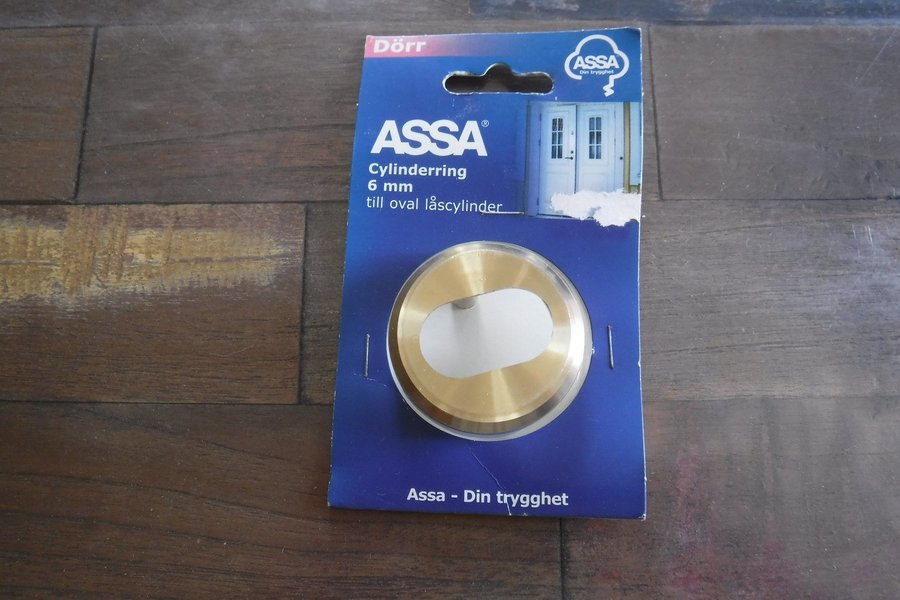 Dörr
ASSA
Din trygghet
ASSA®
Cylinderring
6 mm
till oval låscylinder
Assa - Din trygghet